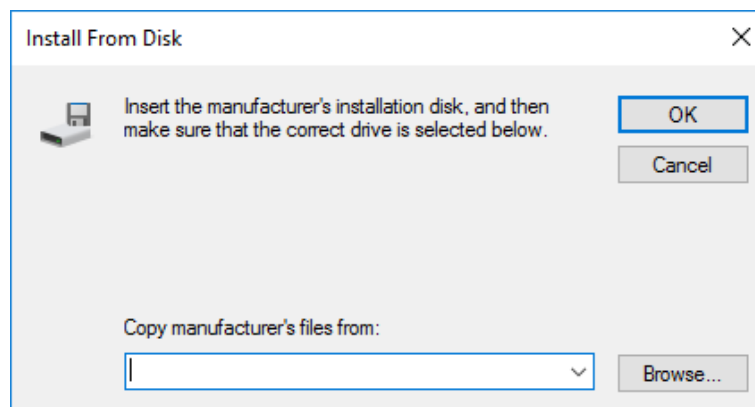 Install From Disk
Insert the manufacturer's installation disk, and then
make sure that the correct drive is selected below.
OK
Cancel
Copy manufacturer's files from:
Browse...